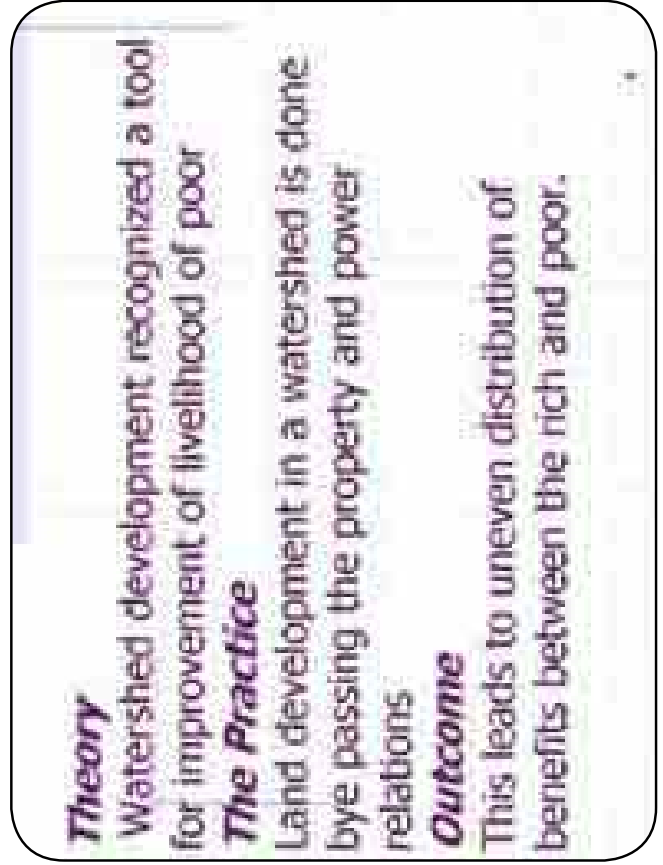 Theory
Watershed development recognized a tool
for improvement of livelihood of poor
The Practice
Land development in a watershed is done
bye passing the property and power
relations
Outcome
This leads to uneven distribution of
benefits between the rich and poor.